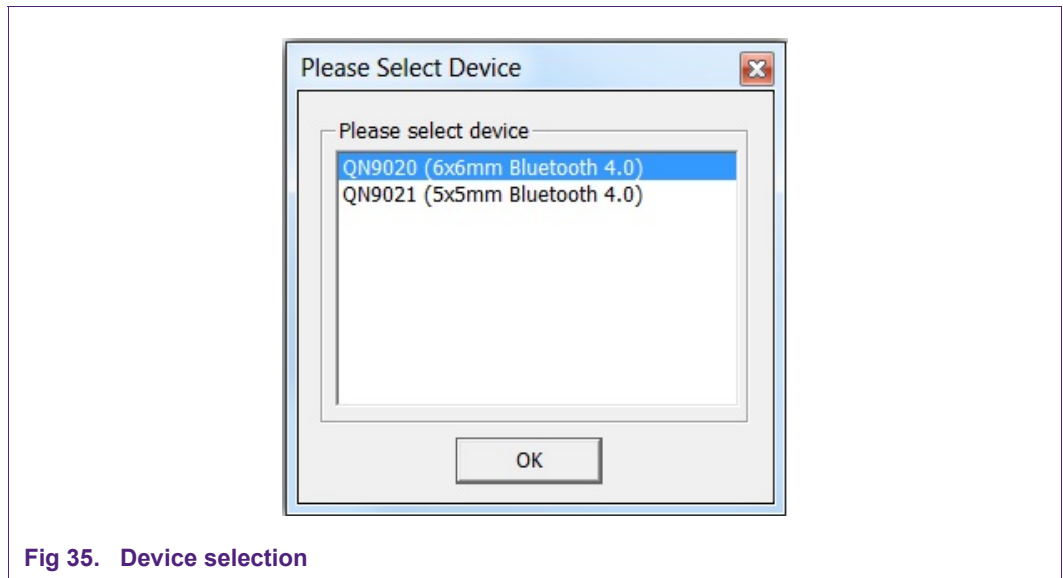 Please Select Device
Please select device
QN9020 (6x6mm Bluetooth 4.0)
QN9021 (5x5mm Bluetooth 4.0)
OK
Fig 35. Device selection